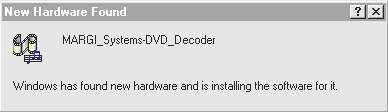 New Hardware Found
MARGI_Systems-DVD_Decoder
Windows has found new hardware and is installing the software for it.